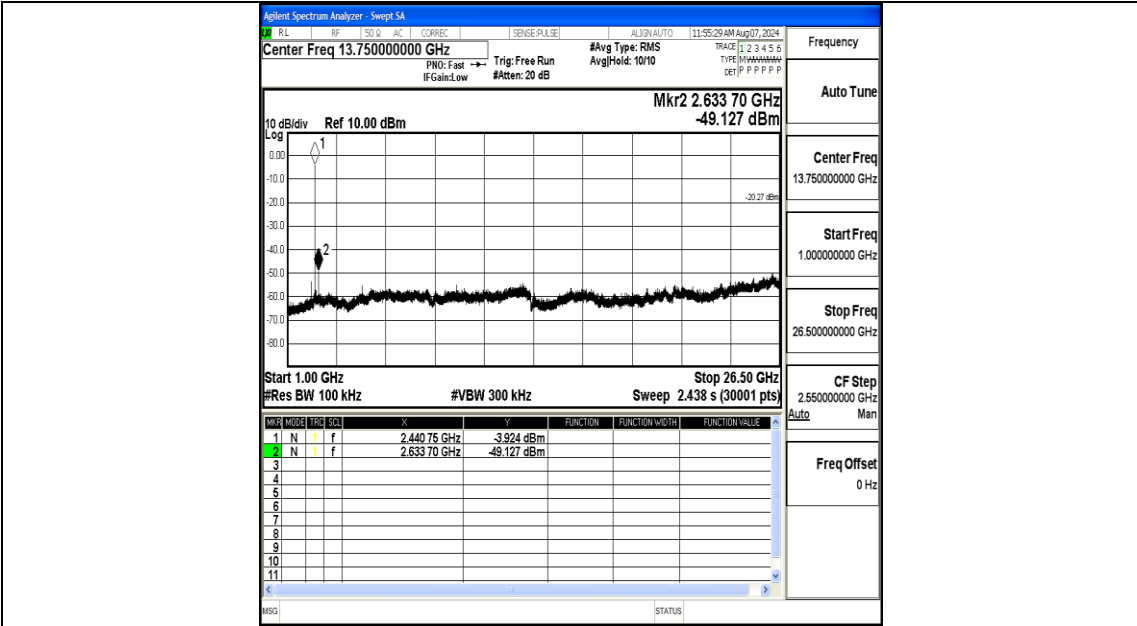 Agilent Spectrum Analyzer - Swept SA
RL RF 50 Ω AC CORREC SENSE:PULSE ALIGN AUTO 11:55:29 AM Aug 07, 2024
Center Freq 13.750000000 GHz
PNO: Fast
IFGain:Low
Trig: Free Run
#Atten: 20 dB
#Avg Type: RMS
Avg|Hold: 10/10
TRACE 1 2 3 4 5 6
TYPE
DET P P P P P P
Mkr2 2.633 70 GHz
-49.127 dBm
10 dB/div Ref 10.00 dBm
Log
1
0.00
-10.0
-20.0
-20.27 dBm
-30.0
-40.0
2
-50.0
-60.0
-70.0
-80.0
Start 1.00 GHz Stop 26.50 GHz
#Res BW 100 kHz #VBW 300 kHz Sweep 2.438 s (30001 pts)
MKR MODE TRC SCL X Y FUNCTION FUNCTION WIDTH FUNCTION VALUE
1 N 1 f 2.440 75 GHz -3.924 dBm
2 N 1 f 2.633 70 GHz -49.127 dBm
3
4
5
6
7
8
9
10
11
MSG STATUS
Frequency
Auto Tune
Center Freq
13.750000000 GHz
Start Freq
1.000000000 GHz
Stop Freq
26.500000000 GHz
CF Step
2.550000000 GHz
Auto Man
Freq Offset
0 Hz